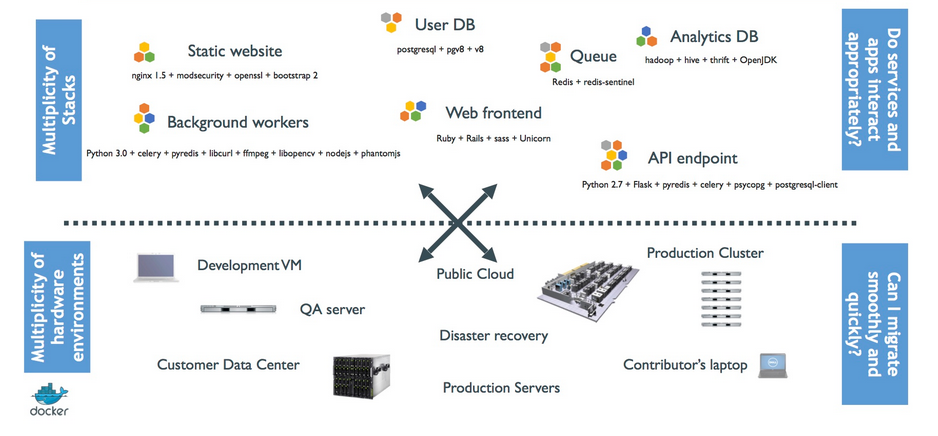 Multiplicity of
Stacks
Static website
nginx 1.5 + modsecurity + openssl + bootstrap 2
Background workers
Python 3.0 + celery + pyredis + libcurl + ffmpeg + libopencv + nodejs + phantomjs
User DB
postgresql + pgv8 + v8
Queue
Redis + redis-sentinel
Analytics DB
hadoop + hive + thrift + OpenJDK
Web frontend
Ruby + Rails + sass + Unicorn
API endpoint
Python 2.7 + Flask + pyredis + celery + psycopg + postgresql-client
Do services and
apps interact
appropriately?
Multiplicity of
hardware
environments
Development VM
QA server
Customer Data Center
Public Cloud
Disaster recovery
Production Servers
Production Cluster
Contributor's laptop
Can I migrate
smoothly and
quickly?
docker